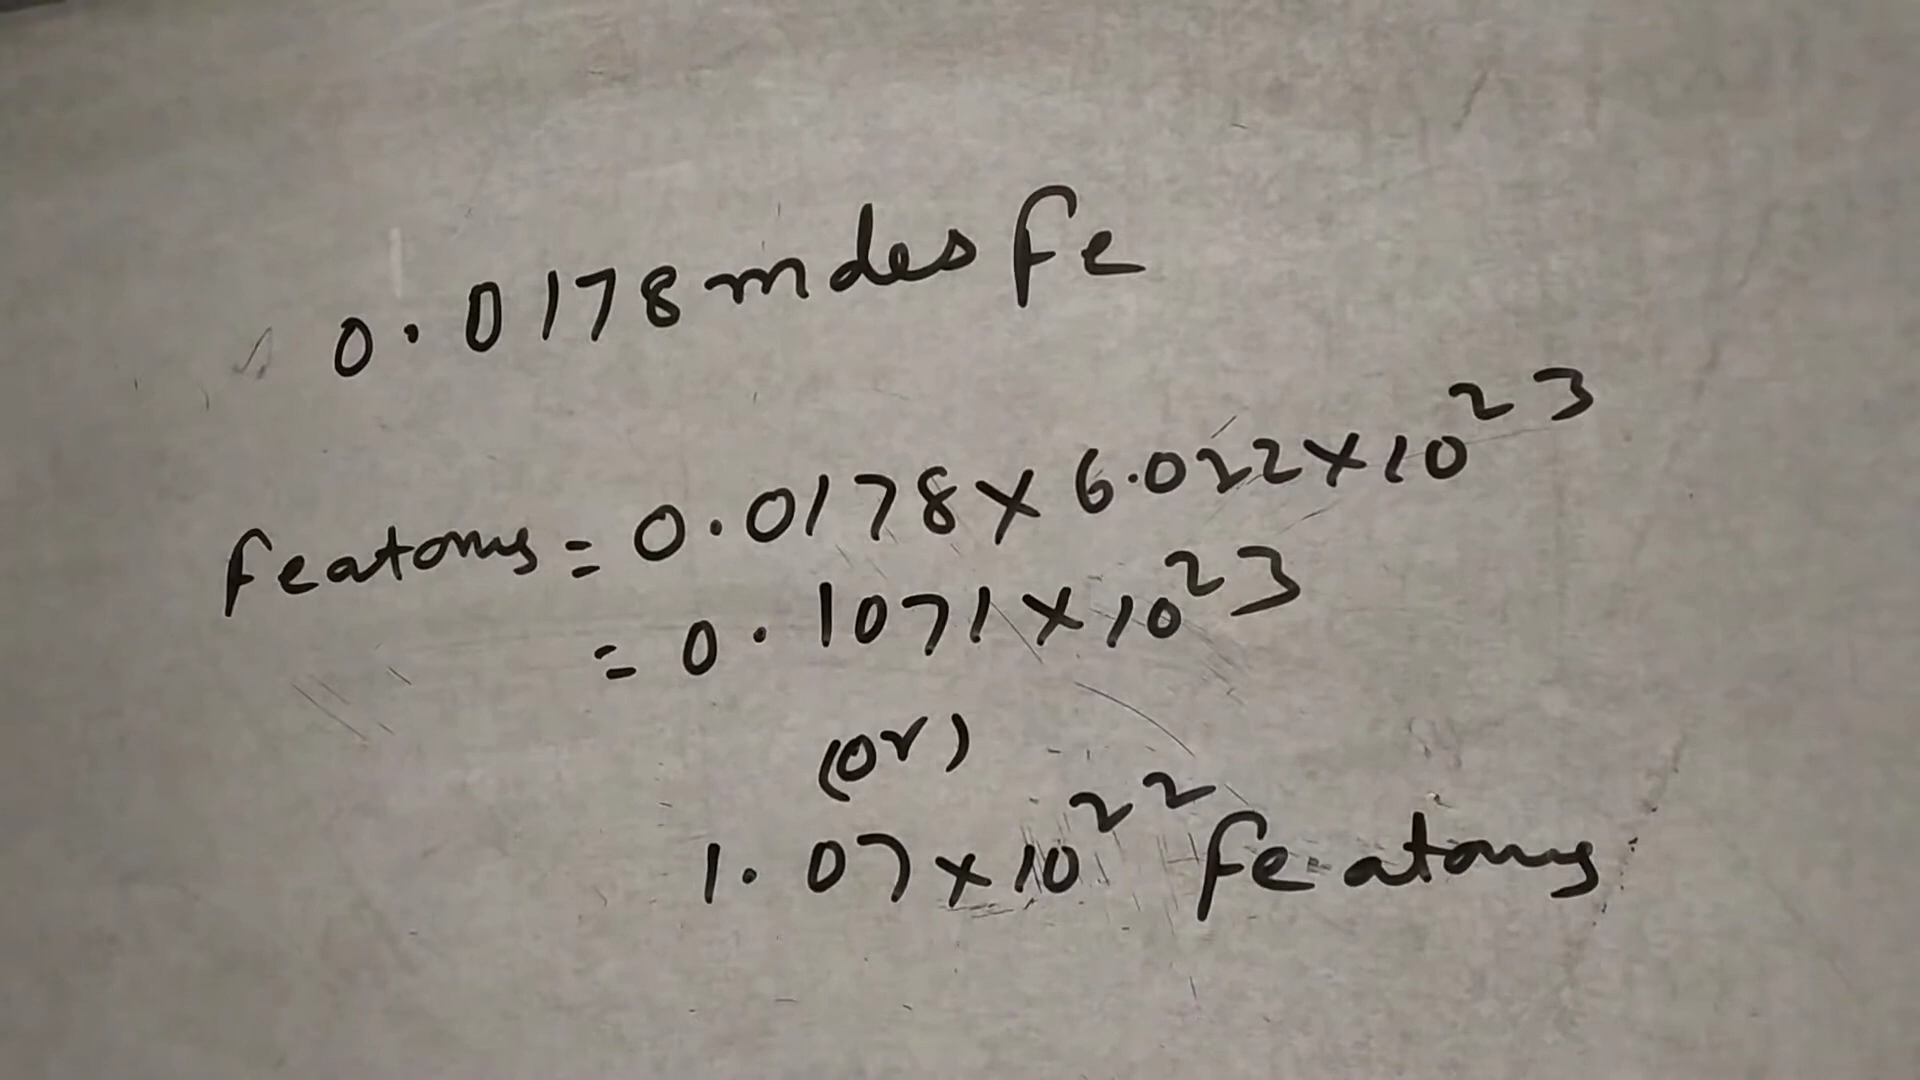 0.0178 moles Fe
Fe atoms = 0.0178 × 6.022 × 10²³
= 0.1071 × 10²³
(or)
1.07 × 10²² Fe atoms